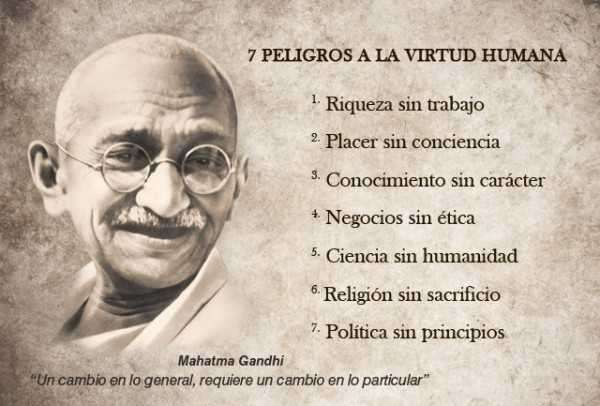 7 PELIGROS A LA VIRTUD HUMANA
1. Riqueza sin trabajo
2. Placer sin conciencia
3. Conocimiento sin carácter
4. Negocios sin ética
5. Ciencia sin humanidad
6. Religión sin sacrificio
7. Política sin principios
Mahatma Gandhi
“Un cambio en lo general, requiere un cambio en lo particular”